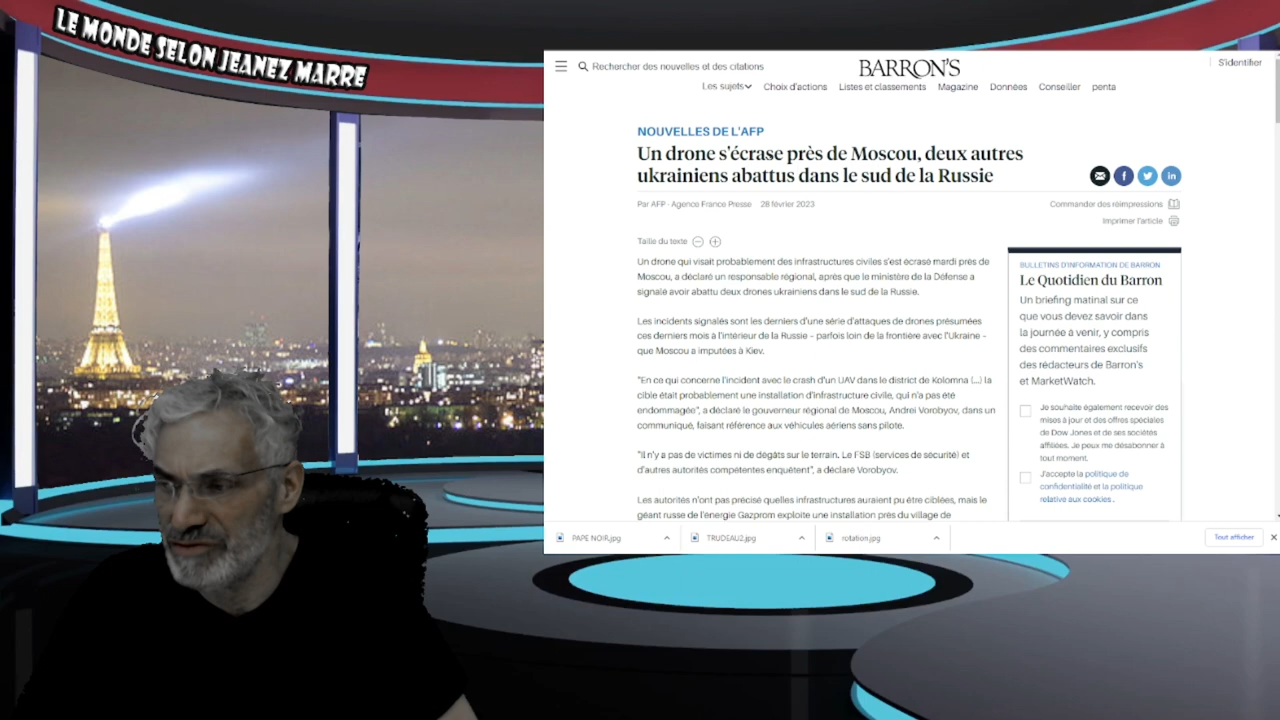 LE MONDE SELON JEANEZ MARRE
Rechercher des nouvelles et des citations
BARRON'S
S'identifier
Les sujets
Choix d'actions
Listes et classements
Magazine
Données
Conseiller
penta
NOUVELLES DE L'AFP
Un drone s'écrase près de Moscou, deux autres
ukrainiens abattus dans le sud de la Russie
Par AFP - Agence France Presse
28 février 2023
Commander des réimpressions
Imprimer l'article
Taille du texte
Un drone qui visait probablement des infrastructures civiles s'est écrasé mardi près de
Moscou, a déclaré un responsable régional, après que le ministère de la Défense a
signalé avoir abattu deux drones ukrainiens dans le sud de la Russie.
Les incidents signalés sont les derniers d'une série d'attaques de drones présumées
ces derniers mois à l'intérieur de la Russie – parfois loin de la frontière avec l'Ukraine –
que Moscou a imputées à Kiev.
"En ce qui concerne l'incident avec le crash d'un UAV dans le district de Kolomna (...) la
cible était probablement une installation d'infrastructure civile, qui n'a pas été
endommagée", a déclaré le gouverneur régional de Moscou, Andrei Vorobyov, dans un
communiqué, faisant référence aux véhicules aériens sans pilote.
"Il n'y a pas de victimes ni de dégâts sur le terrain. Le FSB (services de sécurité) et
d'autres autorités compétentes enquêtent", a déclaré Vorobyov.
Les autorités n'ont pas précisé quelles infrastructures auraient pu être ciblées, mais le
géant russe de l'énergie Gazprom exploite une installation près du village de
BULLETINS D'INFORMATION DE BARRON
Le Quotidien du Barron
Un briefing matinal sur ce
que vous devez savoir dans
la journée à venir, y compris
des commentaires exclusifs
des rédacteurs de Barron's
et MarketWatch.
Je souhaite également recevoir des
mises à jour et des offres spéciales
de Dow Jones et de ses sociétés
affiliées. Je peux me désabonner à
tout moment.
J'accepte la politique de
confidentialité et la politique
relative aux cookies .
PAPE NOIR.jpg
TRUDEAU2.jpg
rotation.jpg
Tout afficher